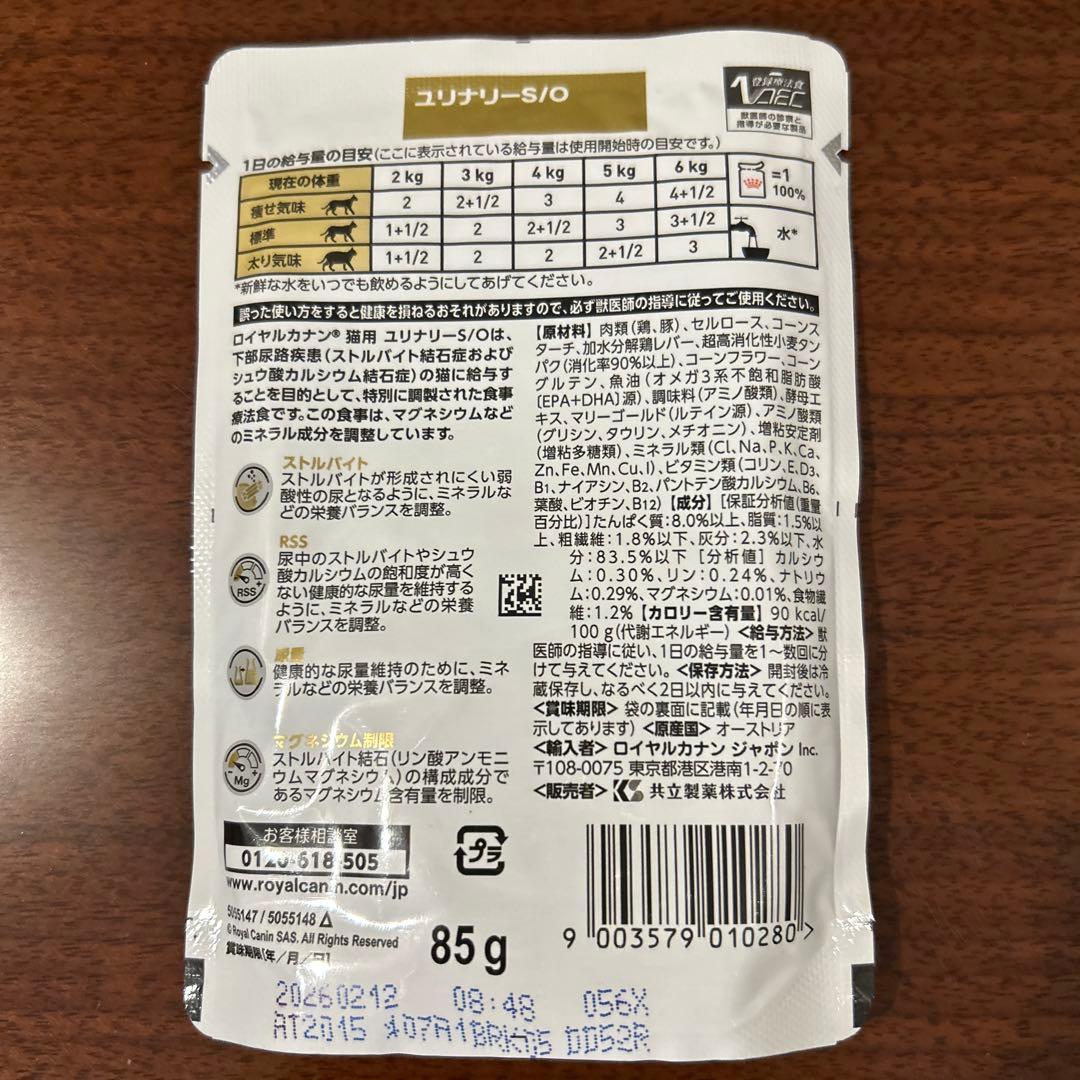 ユリナリーS/O
登録療法食
獣医師の診察と
指導が必要な製品
1日の給与量の目安(ここに表示されている給与量は使用開始時の目安です。)
現在の体重 2 kg 3 kg 4 kg 5 kg 6 kg =1 100%
痩せ気味 2 2+1/2 3 4 4+1/2
標準 1+1/2 2 2+1/2 3 3+1/2 水*
太り気味 1+1/2 2 2 2+1/2 3
*新鮮な水をいつでも飲めるようにしてあげてください。
誤った使い方をすると健康を損ねるおそれがありますので、必ず獣医師の指導に従ってご使用ください。
ロイヤルカナン® 猫用 ユリナリーS/Oは、
下部尿路疾患(ストルバイト結石症および
シュウ酸カルシウム結石症)の猫に給与す
ることを目的として、特別に調製された食事
療法食です。この食事は、マグネシウムなど
のミネラル成分を調整しています。
ストルバイト
ストルバイトが形成されにくい弱
酸性の尿となるように、ミネラルな
どの栄養バランスを調整。
RSS
RSS
尿中のストルバイトやシュウ
酸カルシウムの飽和度が高く
ない健康的な尿量を維持する
ように、ミネラルなどの栄養
バランスを調整。
尿量
健康的な尿量維持のために、ミネ
ラルなどの栄養バランスを調整。
マグネシウム制限
Mg
ストルバイト結石(リン酸アンモニ
ウムマグネシウム)の構成成分で
あるマグネシウム含有量を制限。
【原材料】肉類(鶏、豚)、セルロース、コーンス
ターチ、加水分解鶏レバー、超高消化性小麦タン
パク(消化率90%以上)、コーンフラワー、コーン
グルテン、魚油(オメガ3系不飽和脂肪酸
〔EPA+DHA〕源)、調味料(アミノ酸類)、酵母エ
キス、マリーゴールド(ルテイン源)、アミノ酸類
(グリシン、タウリン、メチオニン)、増粘安定剤
(増粘多糖類)、ミネラル類(Cl、Na、P、K、Ca、
Zn、Fe、Mn、Cu、I)、ビタミン類(コリン、E、D3、
B1、ナイアシン、B2、パントテン酸カルシウム、B6、
葉酸、ビオチン、B12)【成分】[保証分析値(重量
百分比)]たんぱく質:8.0%以上、脂質:1.5%以
上、粗繊維:1.8%以下、灰分:2.3%以下、水
分:83.5%以下 [分析値] カルシウ
ム:0.30%、リン:0.24%、ナトリウ
ム:0.29%、マグネシウム:0.01%、食物繊
維:1.2%【カロリー含有量】90 kcal/
100 g(代謝エネルギー) <給与方法> 獣
医師の指導に従い、1日の給与量を1〜数回に分
けて与えてください。<保存方法> 開封後は冷
蔵保存し、なるべく2日以内に与えてください。
<賞味期限> 袋の裏面に記載(年月日の順に表
示してあります) <原産国> オーストリア
<輸入者> ロイヤルカナン ジャポン Inc.
〒108-0075 東京都港区港南1-2-70
<販売者> KS 共立製薬株式会社
お客様相談室
0120-618-505
www.royalcanin.com/jp
プラ
5055147 / 5055148 Δ
© Royal Canin SAS. All Rights Reserved
賞味期限[年/月/日]
85g
9 003579 010280 >
20260212 08:48 056X
AT2015 107A1BRK05 DD52R